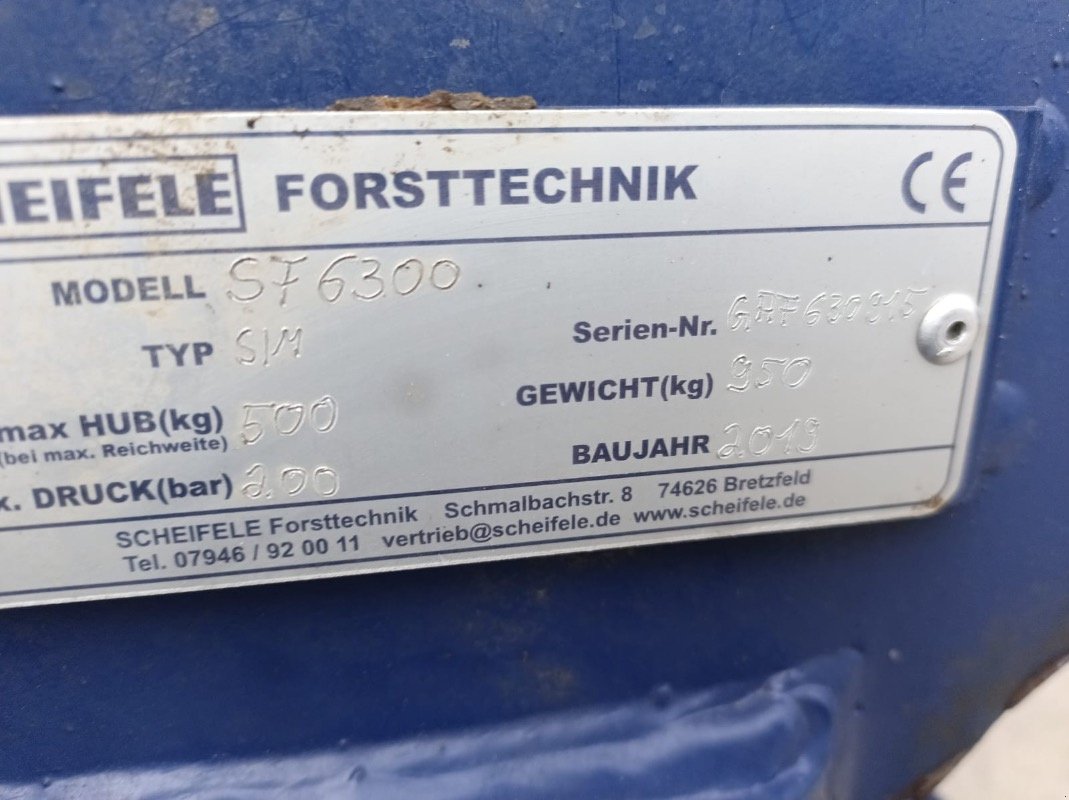 HEIFELE FORSTTECHNIK CE
MODELL SF 6300
TYP S/M
Serien-Nr. GAF630915
max HUB(kg) 500
(bei max. Reichweite)
GEWICHT(kg) 950
x. DRUCK(bar) 200
BAUJAHR 2019
SCHEIFELE Forsttechnik Schmalbachstr. 8 74626 Bretzfeld
Tel. 07946 / 92 00 11 vertrieb@scheifele.de www.scheifele.de